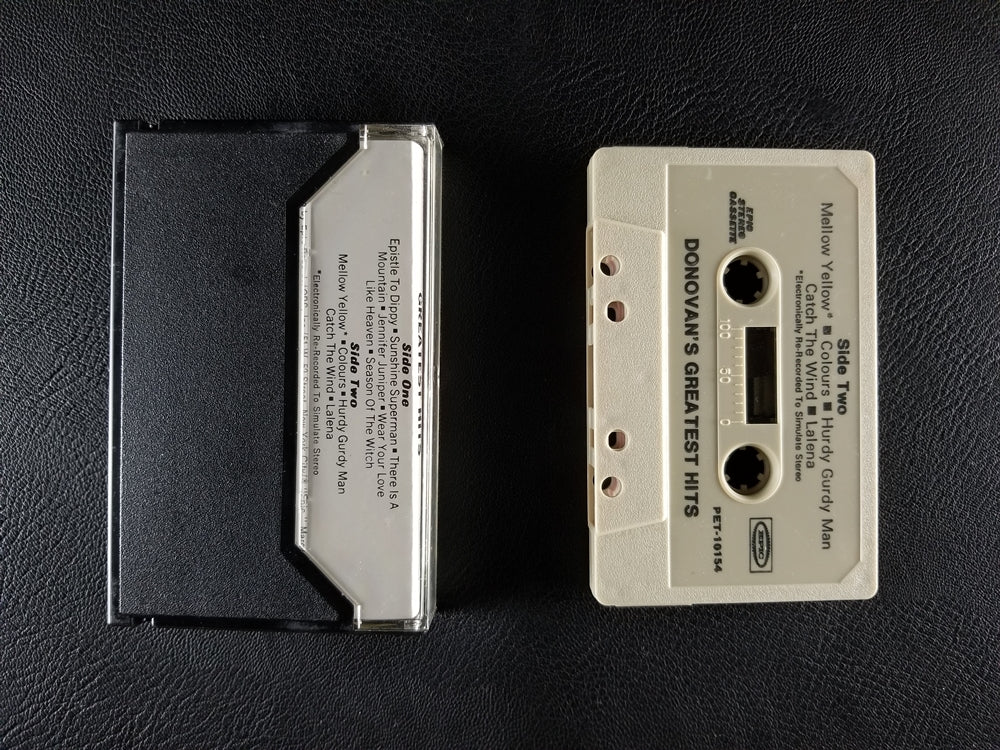 GREATEST HITS
Side One
Epistle To Dippy ▪ Sunshine Superman ▪ There Is A
Mountain ▪ Jennifer Juniper ▪ Wear Your Love
Like Heaven ▪ Season Of The Witch
Side Two
Mellow Yellow* ▪ Colours ▪ Hurdy Gurdy Man
Catch The Wind ▪ Lalena
*Electronically Re-Recorded To Simulate Stereo
Side Two
Mellow Yellow* ■ Colours ■ Hurdy Gurdy Man
Catch The Wind ■ Lalena
*Electronically Re-Recorded To Simulate Stereo
EPIC
STEREO
CASSETTE
100 50 0
EPIC
DONOVAN'S GREATEST HITS
PET-10154